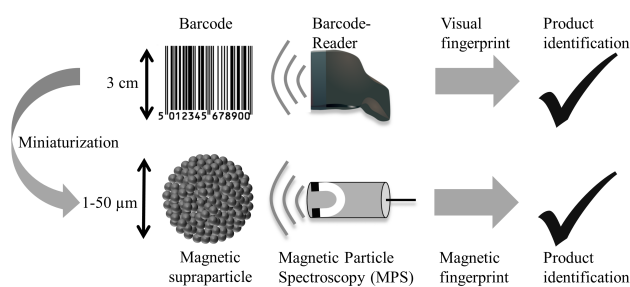 Barcode
Barcode-
Reader
Visual
fingerprint
Product
identification
3 cm
5 012345 678900
Miniaturization
1-50 µm
Magnetic
supraparticle
Magnetic Particle
Spectroscopy (MPS)
Magnetic
fingerprint
Product
identification